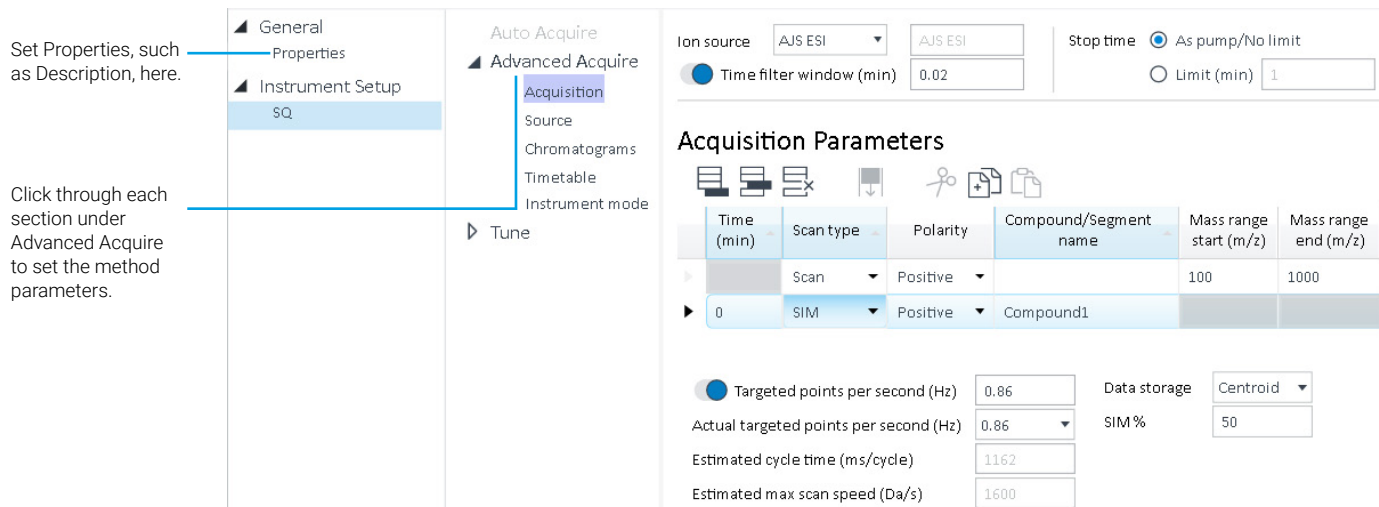 Set Properties, such
as Description, here.
Click through each
section under
Advanced Acquire
to set the method
parameters.
General
Properties
Instrument Setup
SQ
Auto Acquire
Advanced Acquire
Acquisition
Source
Chromatograms
Timetable
Instrument mode
Tune
Ion source AJS ESI AJS ESI Stop time As pump/No limit
Time filter window (min) 0.02 Limit (min) 1
Acquisition Parameters
Time
(min)
Scan type
Polarity
Compound/Segment
name
Mass range
start (m/z)
Mass range
end (m/z)
Scan Positive 100 1000
0 SIM Positive Compound1
Targeted points per second (Hz) 0.86 Data storage Centroid
Actual targeted points per second (Hz) 0.86 SIM % 50
Estimated cycle time (ms/cycle) 1162
Estimated max scan speed (Da/s) 1600